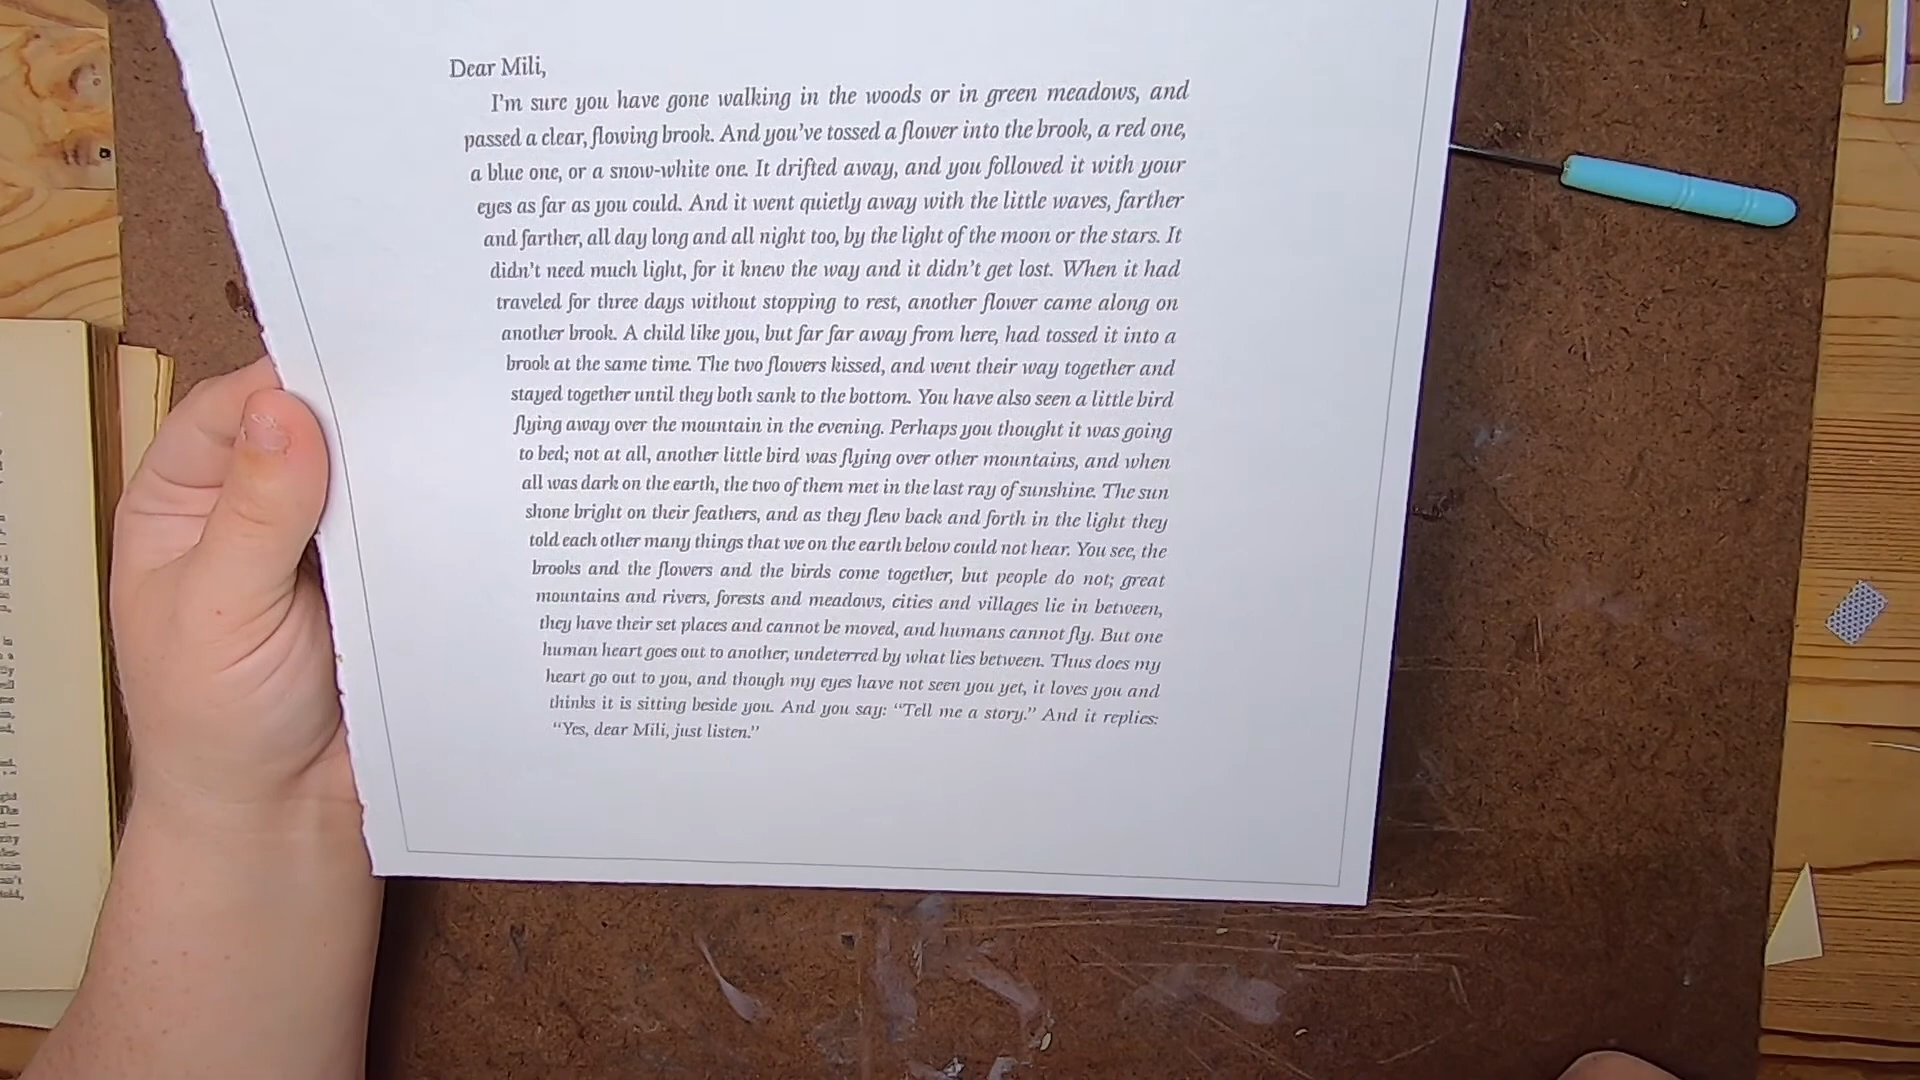 Dear Mili,
I'm sure you have gone walking in the woods or in green meadows, and
passed a clear, flowing brook. And you've tossed a flower into the brook, a red one,
a blue one, or a snow-white one. It drifted away, and you followed it with your
eyes as far as you could. And it went quietly away with the little waves, farther
and farther, all day long and all night too, by the light of the moon or the stars. It
didn't need much light, for it knew the way and it didn't get lost. When it had
traveled for three days without stopping to rest, another flower came along on
another brook. A child like you, but far far away from here, had tossed it into a
brook at the same time. The two flowers kissed, and went their way together and
stayed together until they both sank to the bottom. You have also seen a little bird
flying away over the mountain in the evening. Perhaps you thought it was going
to bed; not at all, another little bird was flying over other mountains, and when
all was dark on the earth, the two of them met in the last ray of sunshine. The sun
shone bright on their feathers, and as they flew back and forth in the light they
told each other many things that we on the earth below could not hear. You see, the
brooks and the flowers and the birds come together, but people do not; great
mountains and rivers, forests and meadows, cities and villages lie in between,
they have their set places and cannot be moved, and humans cannot fly. But one
human heart goes out to another, undeterred by what lies between. Thus does my
heart go out to you, and though my eyes have not seen you yet, it loves you and
thinks it is sitting beside you. And you say: “Tell me a story.” And it replies:
“Yes, dear Mili, just listen.”